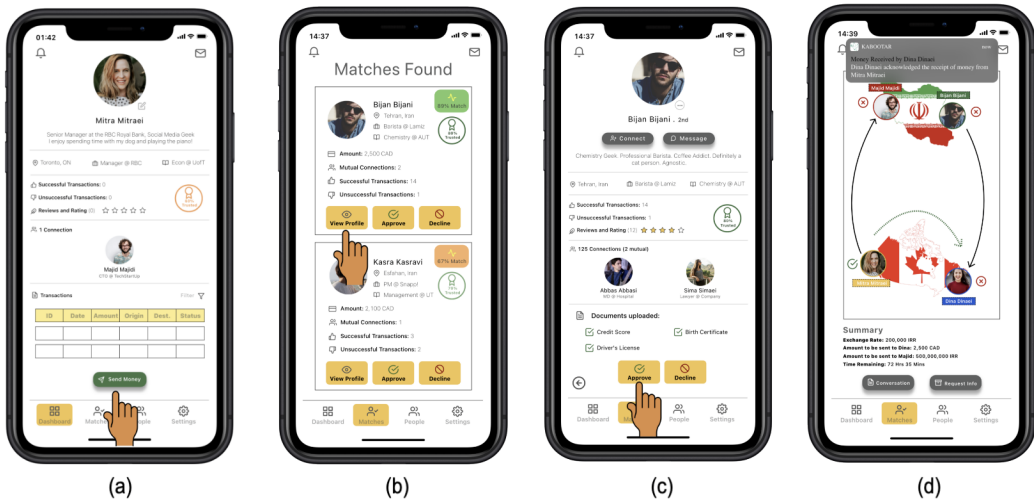 01:42
Mitra Mitraei
Senior Manager at the RBC Royal Bank, Social Media Geek!
I enjoy spending time with my dog and playing the piano!
Toronto, ON
Manager @ RBC
Econ @ UofT
Successful Transactions: 0
Unsuccessful Transactions: 0
Reviews and Rating (0)
Trusted
1 Connection
Majid Majidi
CTO @ TechStartup
Transactions
Filter
ID Date Amount Origin Dest. Status
Send Money
Dashboard
Matches
People
Settings
(a)
14:37
Matches Found
Bijan Bijani
Tehran, Iran
Barista @ Lamiz
Chemistry @ AUT
Match
Trusted
Amount: 2,500 CAD
Mutual Connections: 2
Successful Transactions: 14
Unsuccessful Transactions: 1
View Profile
Approve
Decline
Kasra Kasravi
Esfahan, Iran
PM @ Snapp!
Management @ UT
67% Match
Trusted
Amount: 2,100 CAD
Mutual Connections: 1
Successful Transactions: 3
Unsuccessful Transactions: 2
View Profile
Approve
Decline
Dashboard
Matches
People
Settings
(b)
14:37
Bijan Bijani . 2nd
Connect
Message
Chemistry Geek. Professional Barista. Coffee Addict. Definitely a
cat person. Agnostic.
Tehran, Iran
Barista @ Lamiz
Chemistry @ AUT
Successful Transactions: 14
Unsuccessful Transactions: 1
Reviews and Rating (12)
Trusted
125 Connections (2 mutual)
Abbas Abbasi
MD @ Hospital
Sima Simaei
Lawyer @ Company
Documents uploaded:
Credit Score
Birth Certificate
Driver's License
Approve
Decline
Dashboard
People
Settings
(c)
14:39
KABOOTAR
now
Money Received by Dina Dinaei
Dina Dinaei acknowledged the receipt of money from
Mitra Mitraei
Majid Majidi
Bijan Bijani
Mitra Mitraei
Dina Dinaei
Summary
Exchange Rate: 200,000 IRR
Amount to be sent to Dina: 2,500 CAD
Amount to be sent to Majid: 500,000,000 IRR
Time Remaining: 72 Hrs 35 Mins
Conversation
Request Info
Dashboard
Matches
People
Settings
(d)